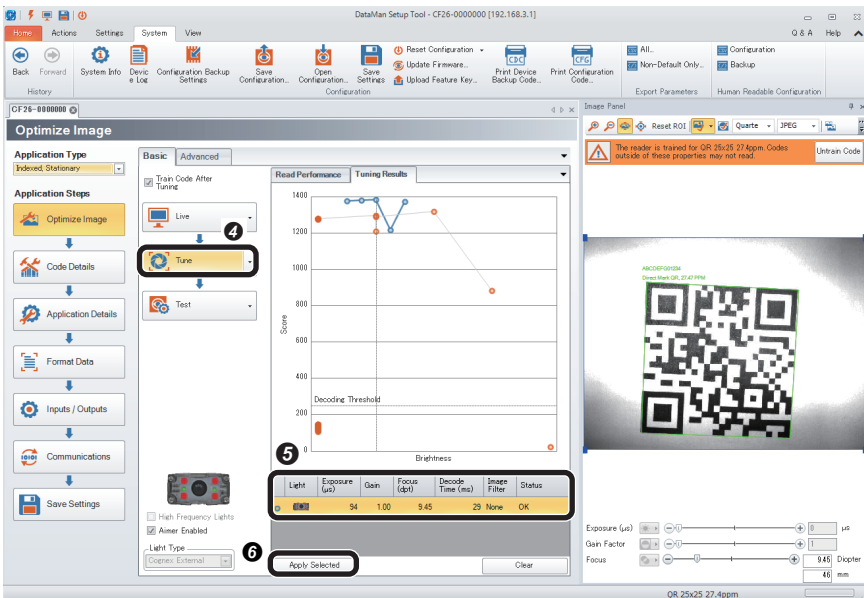 DataMan Setup Tool - CF26-0000000 [192.168.3.1]
Home Actions Settings System View Q & A Help
Back Forward System Info Devic e Log Configuration Backup Settings Save Configuration... Open Configuration... Save Settings
Reset Configuration
Update Firmware...
Upload Feature Key...
CDC
Print Device Backup Code...
CFG
Print Configuration Code...
All...
Non-Default Only...
Configuration
Backup
History Configuration Export Parameters Human Readable Configuration
CF26-0000000
Optimize Image
Application Type
Indexed, Stationary
Application Steps
Optimize Image
Code Details
Application Details
Format Data
Inputs / Outputs
Communications
Save Settings
Basic Advanced
Train Code After
Tuning
Live
4
Tune
Test
High Frequency Lights
Aimer Enabled
Light Type
Cognex External
Read Performance Tuning Results
1400
1200
1000
800
600
400
200
0
Score
Decoding Threshold
Brightness
5
Light Exposure (µs) Gain Focus (dpt) Decode Time (ms) Image Filter Status
94 1.00 9.45 29 None OK
6
Apply Selected Clear
Image Panel
Reset ROI Quarte JPEG
The reader is trained for QR 25x25 27.4ppm. Codes
outside of these properties may not read.
Untrain Code
ABCDEFG01234
Direct Mark QR, 27.47 PPM
Exposure (µs) 0 µs
Gain Factor 1
Focus 9.45 Diopter
46 mm
QR 25x25 27.4ppm